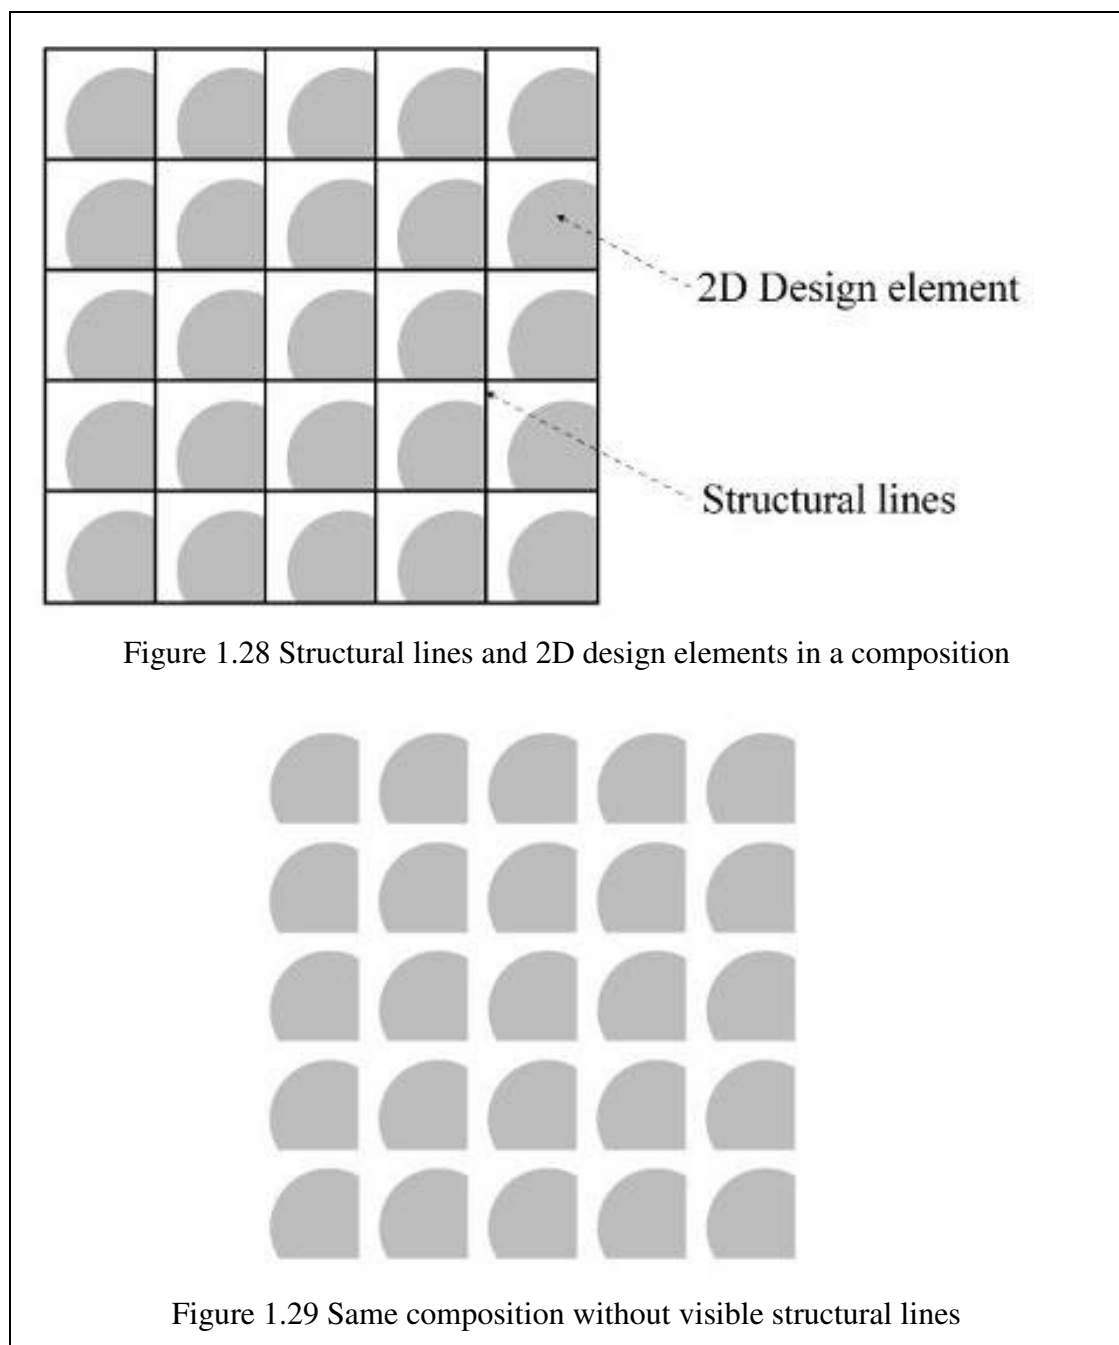 2D Design element
Structural lines
Figure 1.28 Structural lines and 2D design elements in a composition
Figure 1.29 Same composition without visible structural lines